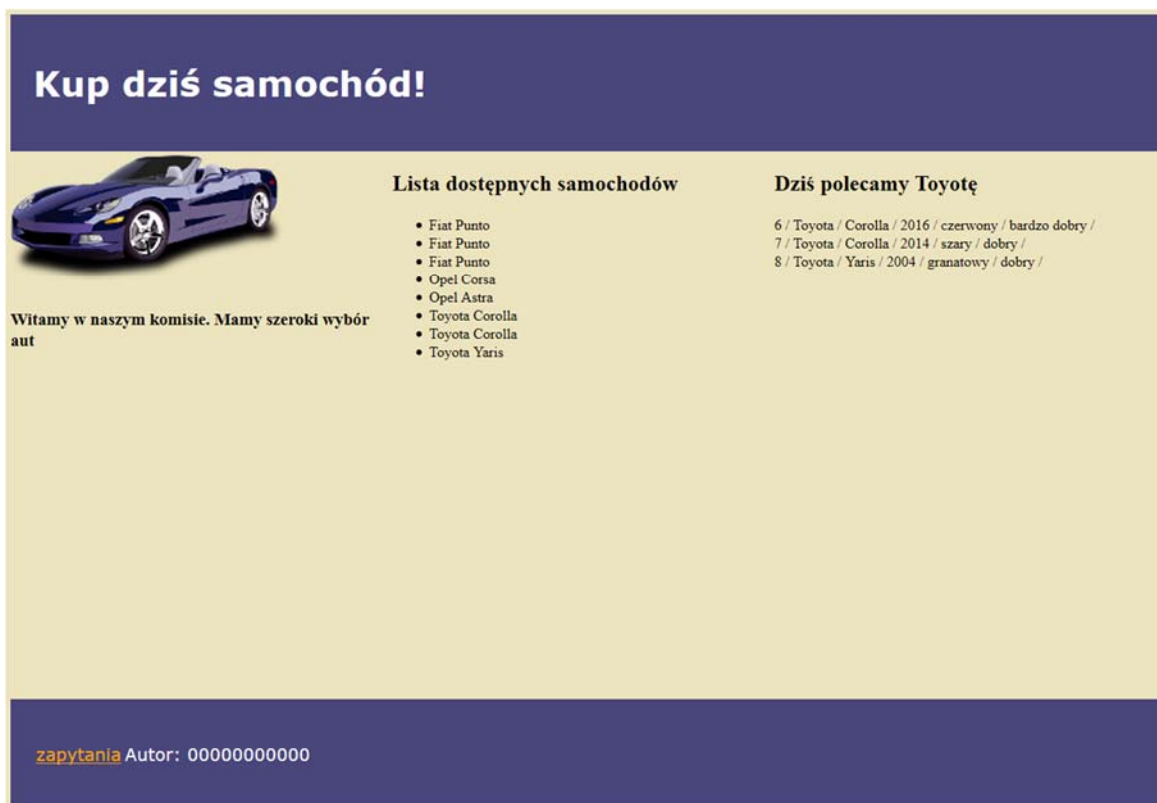 Kup dziś samochód!
Witamy w naszym komisie. Mamy szeroki wybór
aut
Lista dostępnych samochodów
Fiat Punto
Fiat Punto
Fiat Punto
Opel Corsa
Opel Astra
Toyota Corolla
Toyota Corolla
Toyota Yaris
Dziś polecamy Toyotę
6 / Toyota / Corolla / 2016 / czerwony / bardzo dobry /
7 / Toyota / Corolla / 2014 / szary / dobry /
8 / Toyota / Yaris / 2004 / granatowy / dobry /
zapytania Autor: 00000000000